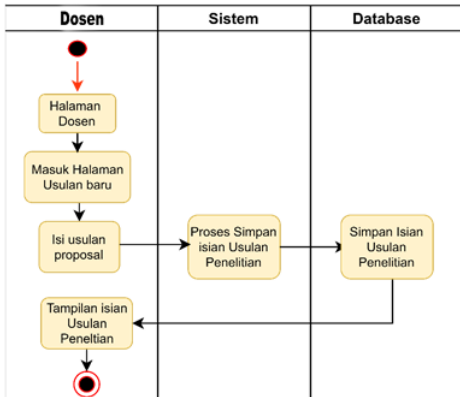 Dosen
Sistem
Database
Halaman
Dosen
Masuk Halaman
Usulan baru
Isi usulan
proposal
Proses Simpan
isian Usulan
Penelitian
Simpan Isian
Usulan
Penelitian
Tampilan isian
Usulan
Peneltian